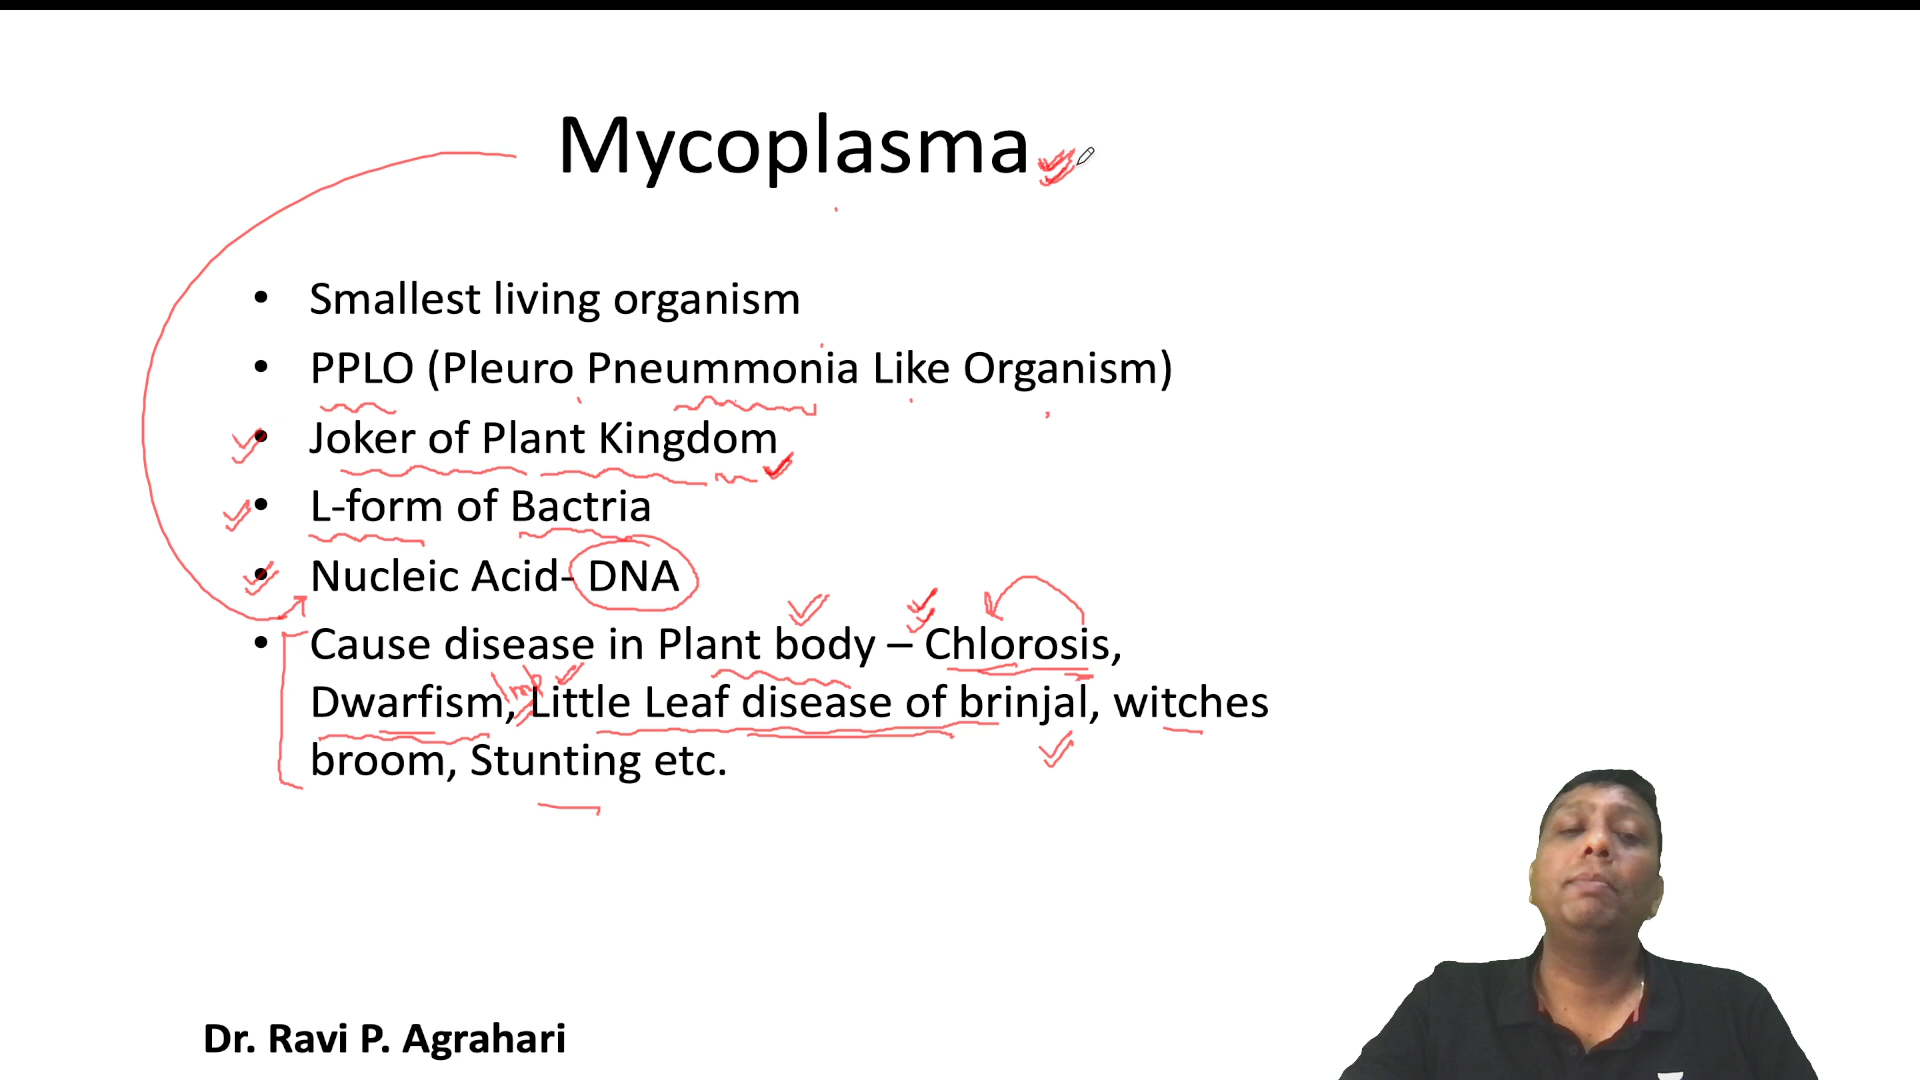 Mycoplasma
• Smallest living organism
• PPLO (Pleuro Pneummonia Like Organism)
• Joker of Plant Kingdom
• L-form of Bactria
• Nucleic Acid- DNA
• Cause disease in Plant body – Chlorosis,
Imp
Dwarfism, Little Leaf disease of brinjal, witches
broom, Stunting etc.
Dr. Ravi P. Agrahari